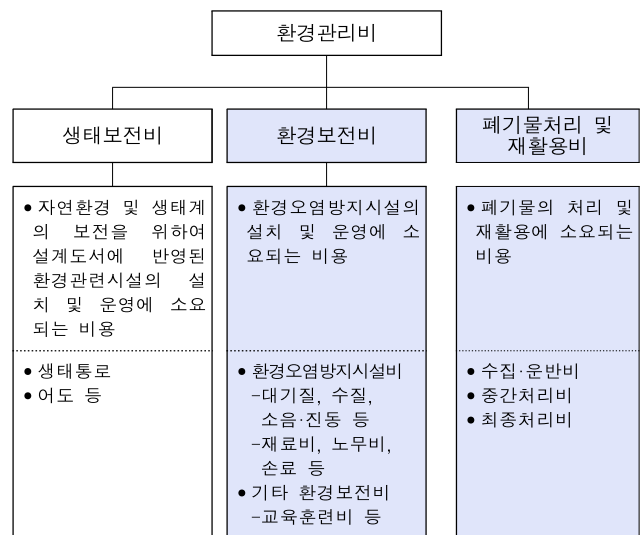 환경관리비
생태보전비
환경보전비
폐기물처리 및
재활용비
● 자연환경 및 생태계
의 보전을 위하여
설계도서에 반영된
환경관련시설의 설
치 및 운영에 소요
되는 비용
● 생태통로
● 어도 등
● 환경오염방지시설의
설치 및 운영에 소
요되는 비용
● 환경오염방지시설비
-대기질, 수질,
소음·진동 등
-재료비, 노무비,
손료 등
● 기타 환경보전비
-교육훈련비 등
● 폐기물의 처리 및
재활용에 소요되는
비용
● 수집·운반비
● 중간처리비
● 최종처리비